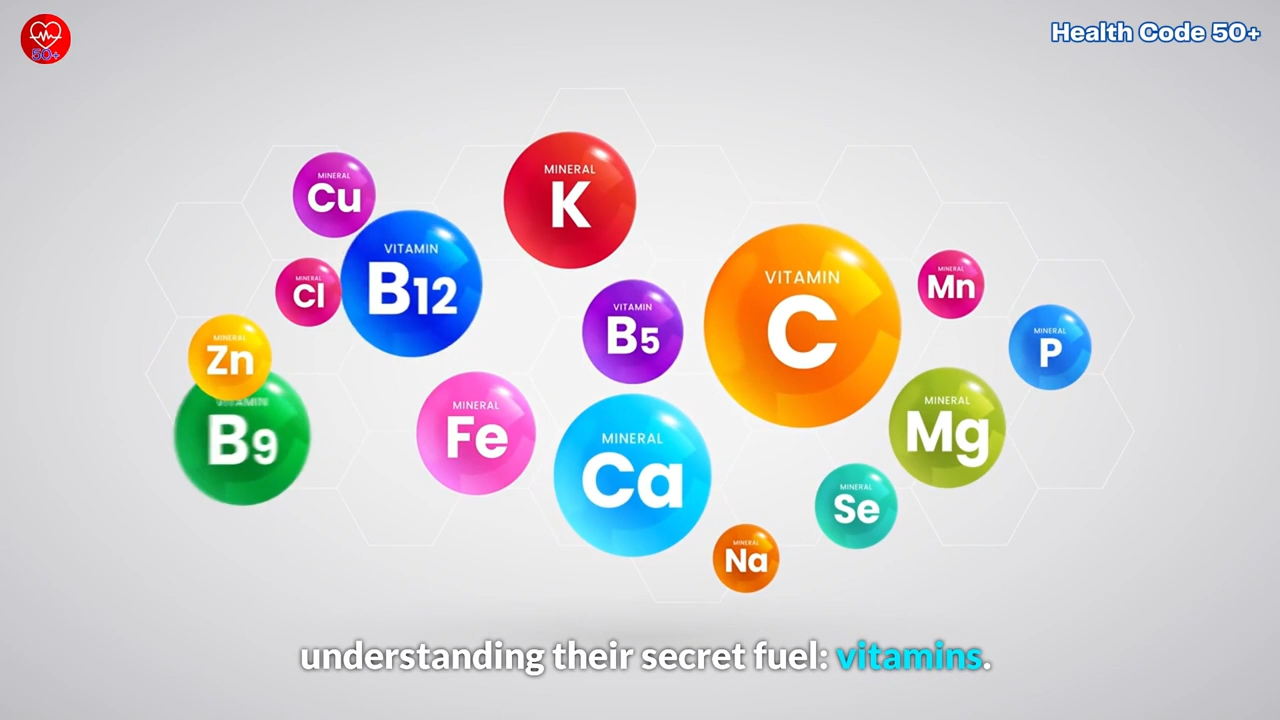 50+
Health Code 50+
MINERAL
Cu
MINERAL
K
VITAMIN
B12
MINERAL
Cl
VITAMIN
C
MINERAL
Mn
VITAMIN
B5
MINERAL
Zn
MINERAL
P
VITAMIN
B9
MINERAL
Fe
MINERAL
Ca
MINERAL
Mg
MINERAL
Se
MINERAL
Na
understanding their secret fuel: vitamins.